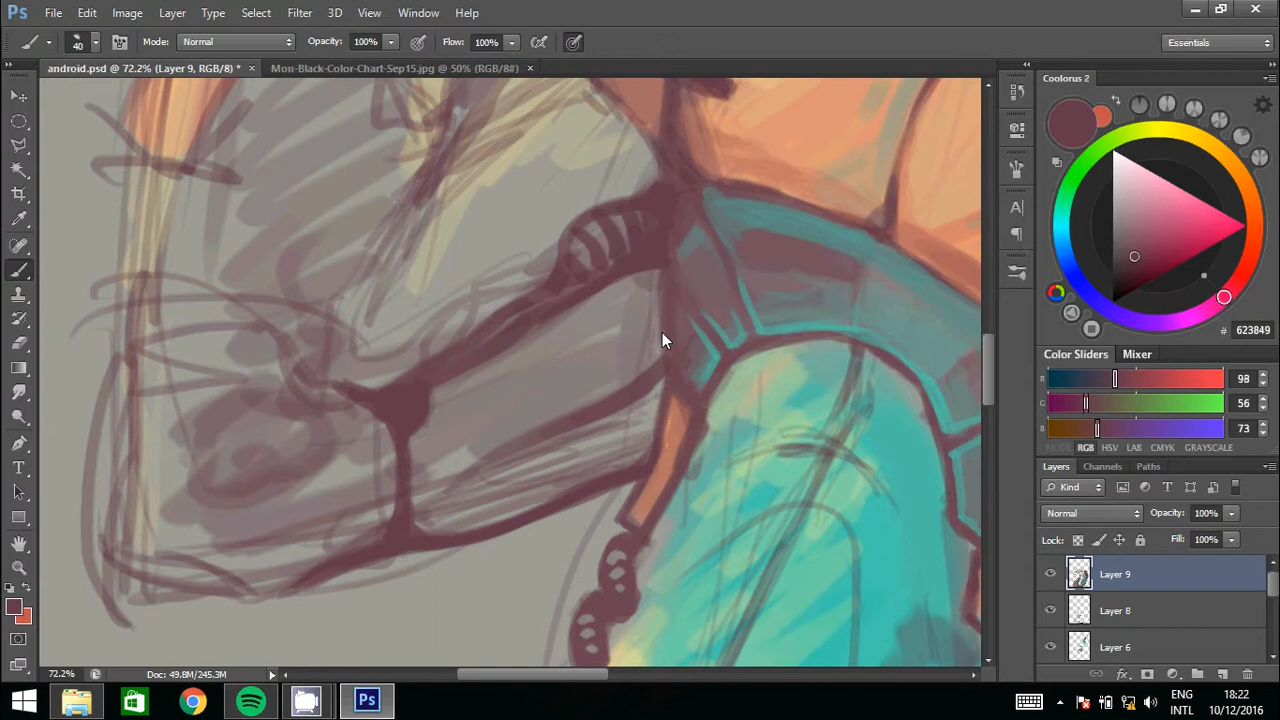 Ps File Edit Image Layer Type Select Filter 3D View Window Help
40 Mode: Normal Opacity: 100% Flow: 100% Essentials
android.psd @ 72.2% (Layer 9, RGB/8) * × Mon-Black-Color-Chart-Sep15.jpg @ 50% (RGB/8#) ×
Coolorus 2
# 623849
Color Sliders Mixer
R 98
G 56
B 73
MODE RGB HSV LAB CMYK GRAYSCALE
Layers Channels Paths
Kind
Normal Opacity: 100%
Lock: Fill: 100%
Layer 9
Layer 8
Layer 6
72.2% Doc: 49.8M/245.3M
Ps ENG 18:22
INTL 10/12/2016